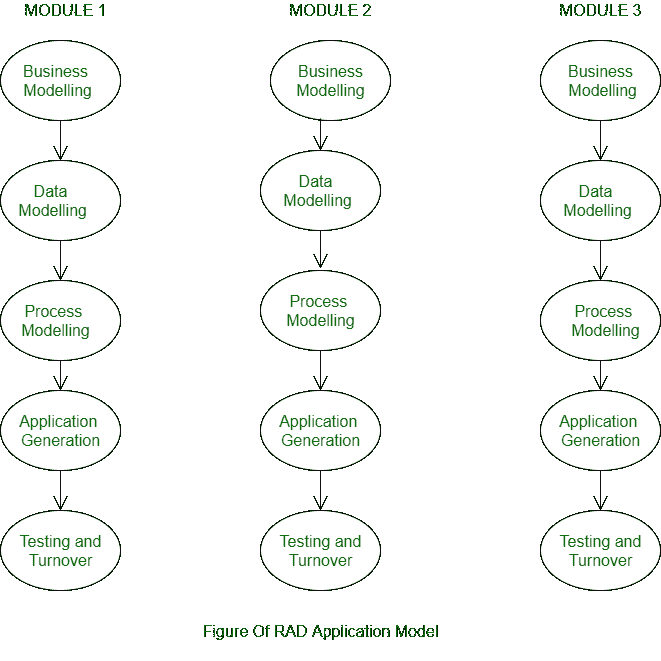 MODULE 1
MODULE 2
MODULE 3
Business
Modelling
Business
Modelling
Business
Modelling
Data
Modelling
Data
Modelling
Data
Modelling
Process
Modelling
Process
Modelling
Process
Modelling
Application
Generation
Application
Generation
Application
Generation
Testing and
Turnover
Testing and
Turnover
Testing and
Turnover
Figure Of RAD Application Model